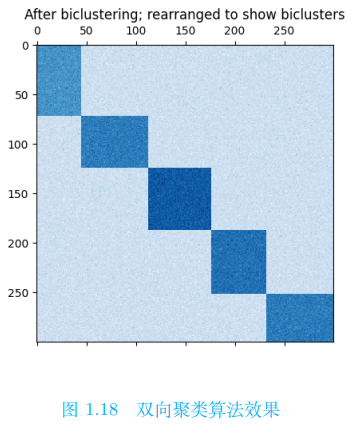 After biclustering; rearranged to show biclusters
0 50 100 150 200 250
0
50
100
150
200
250
图 1.18 双向聚类算法效果